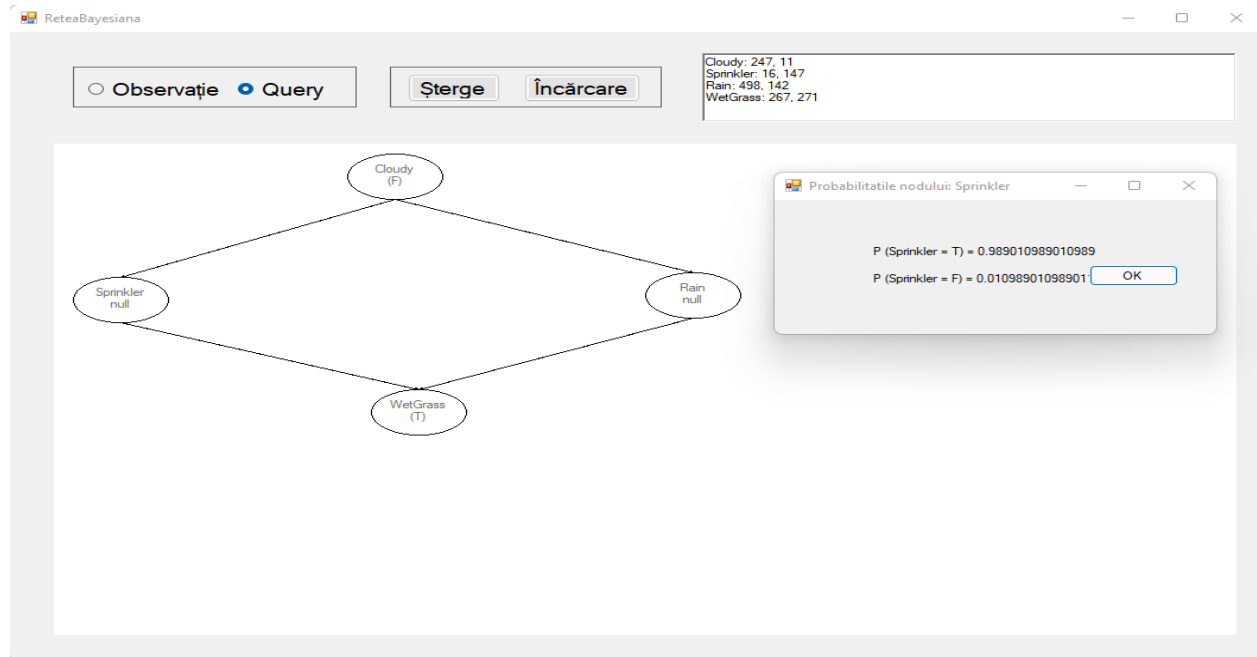 ReteaBayesiana
Observație Query
Șterge Încărcare
Cloudy: 247, 11
Sprinkler: 16, 147
Rain: 498, 142
WetGrass: 267, 271
Cloudy
(F)
Sprinkler
null
Rain
null
WetGrass
(T)
Probabilitatile nodului: Sprinkler
P (Sprinkler = T) = 0.989010989010989
P (Sprinkler = F) = 0.01098901098901
OK